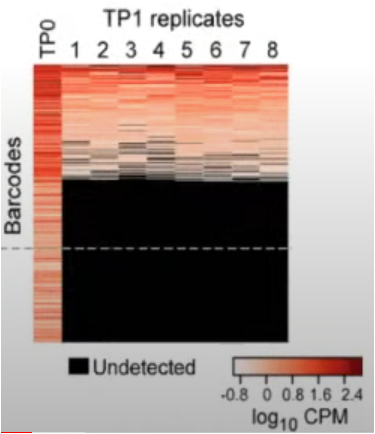 TP1 replicates
TP0 1 2 3 4 5 6 7 8
Barcodes
Undetected
-0.8 0 0.8 1.6 2.4
log10 CPM